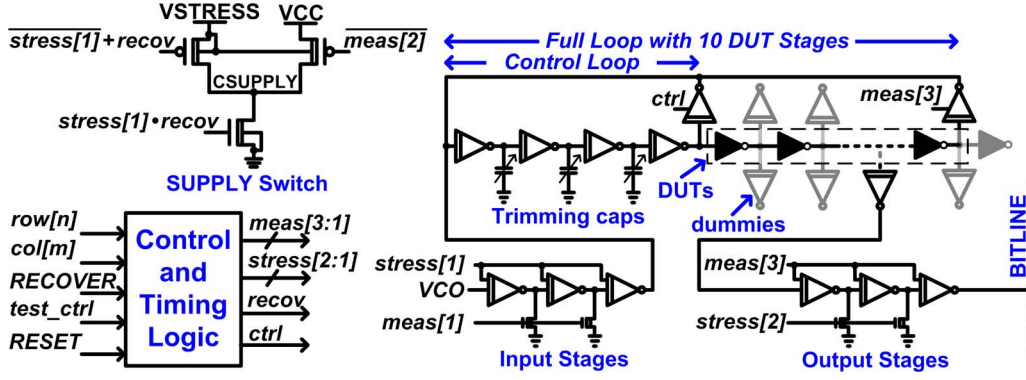 VSTRESS
VCC
stress[1]+recov
meas[2]
CSUPPLY
stress[1]•recov
SUPPLY Switch
Full Loop with 10 DUT Stages
Control Loop
ctrl
meas[3]
DUTs
dummies
Trimming caps
row[n]
col[m]
RECOVER
test_ctrl
RESET
Control
and
Timing
Logic
meas[3:1]
stress[2:1]
recov
ctrl
stress[1]
VCO
meas[1]
Input Stages
meas[3]
stress[2]
Output Stages
BITLINE